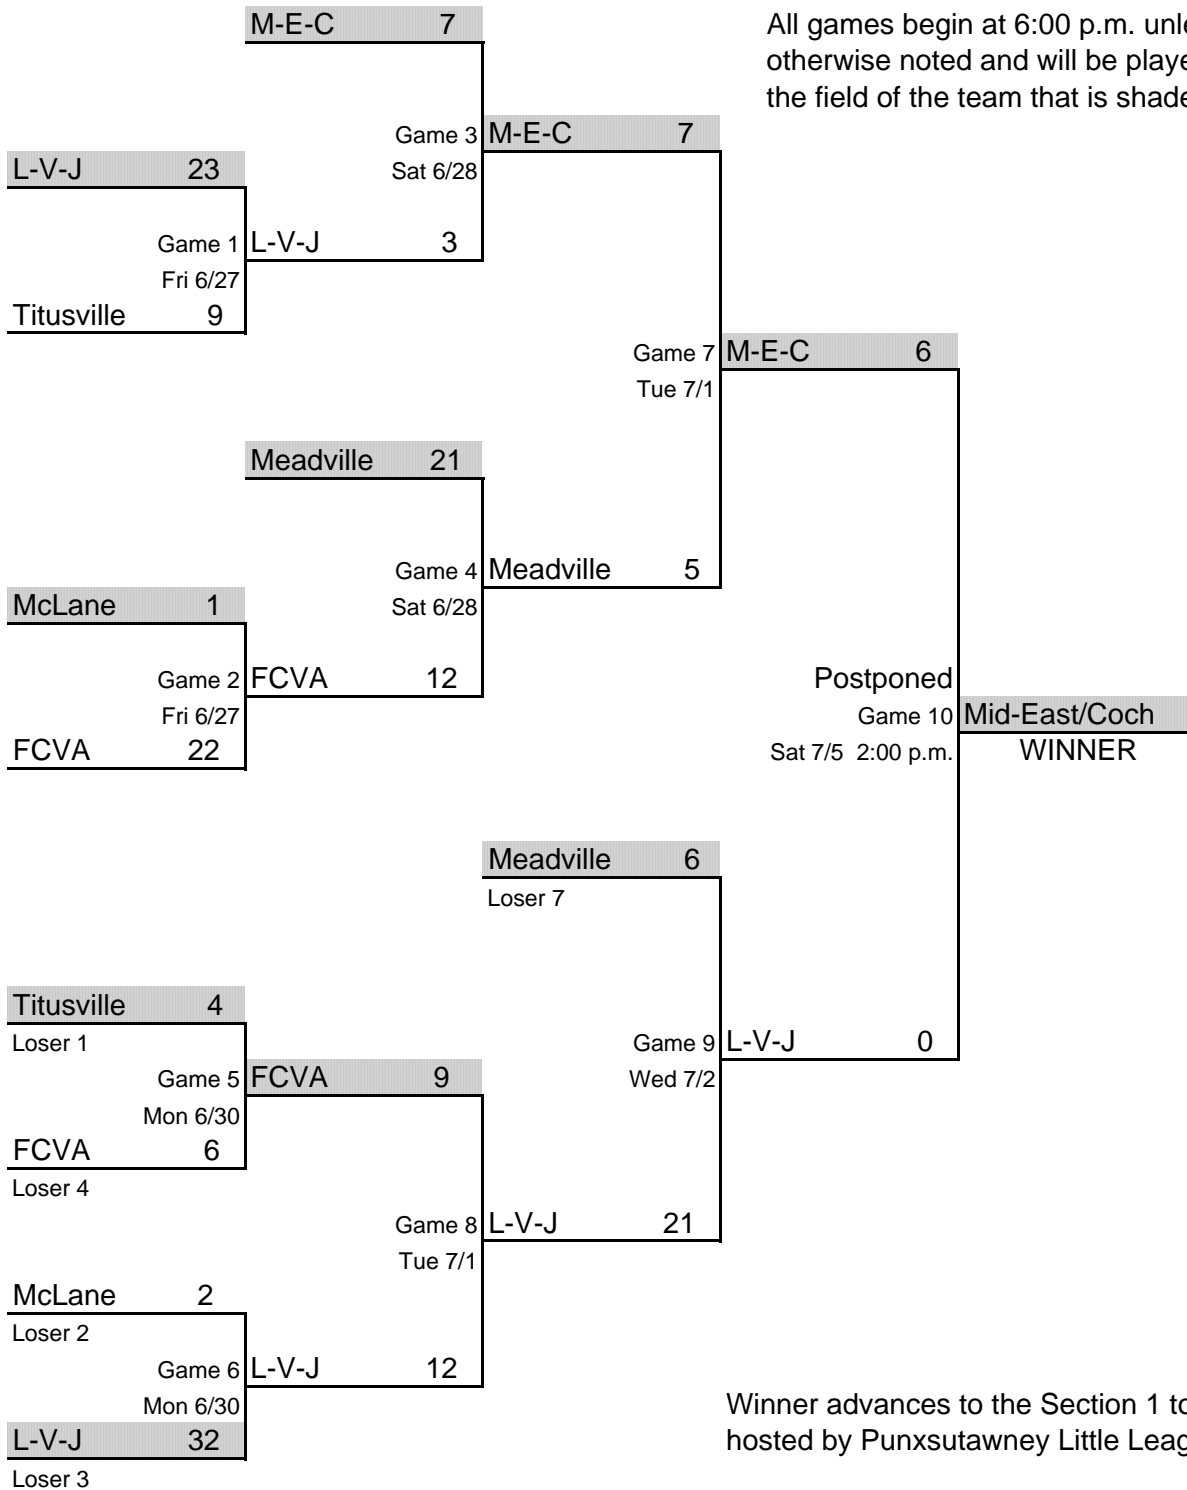 M-E-C 7
All games begin at 6:00 p.m.
otherwise noted and will be
the field of the team that is
Game 3 M-E-C 7
L-V-J 23
Sat 6/28
Game 1 L-V-J 3
Fri 6/27
Titusville 9
Game 7 M-E-C 6
Tue 7/1
Meadville 21
Game 4 Meadville 5
McLane 1
Sat 6/28
Game 2 FCVA 12
Postponed
Fri 6/27
Game 10 Mid-East/Coch
FCVA 22
Sat 7/5 2:00 p.m.
WINNER
Meadville 6
Loser 7
Titusville 4
Loser 1
Game 9 L-V-J 0
Game 5 FCVA 9
Wed 7/2
Mon 6/30
FCVA 6
Loser 4
Game 8 L-V-J 21
Tue 7/1
McLane 2
Loser 2
Game 6 L-V-J 12
Mon 6/30
Winner advances to the Section 1
L-V-J 32
hosted by Punxsutawney Little
Loser 3